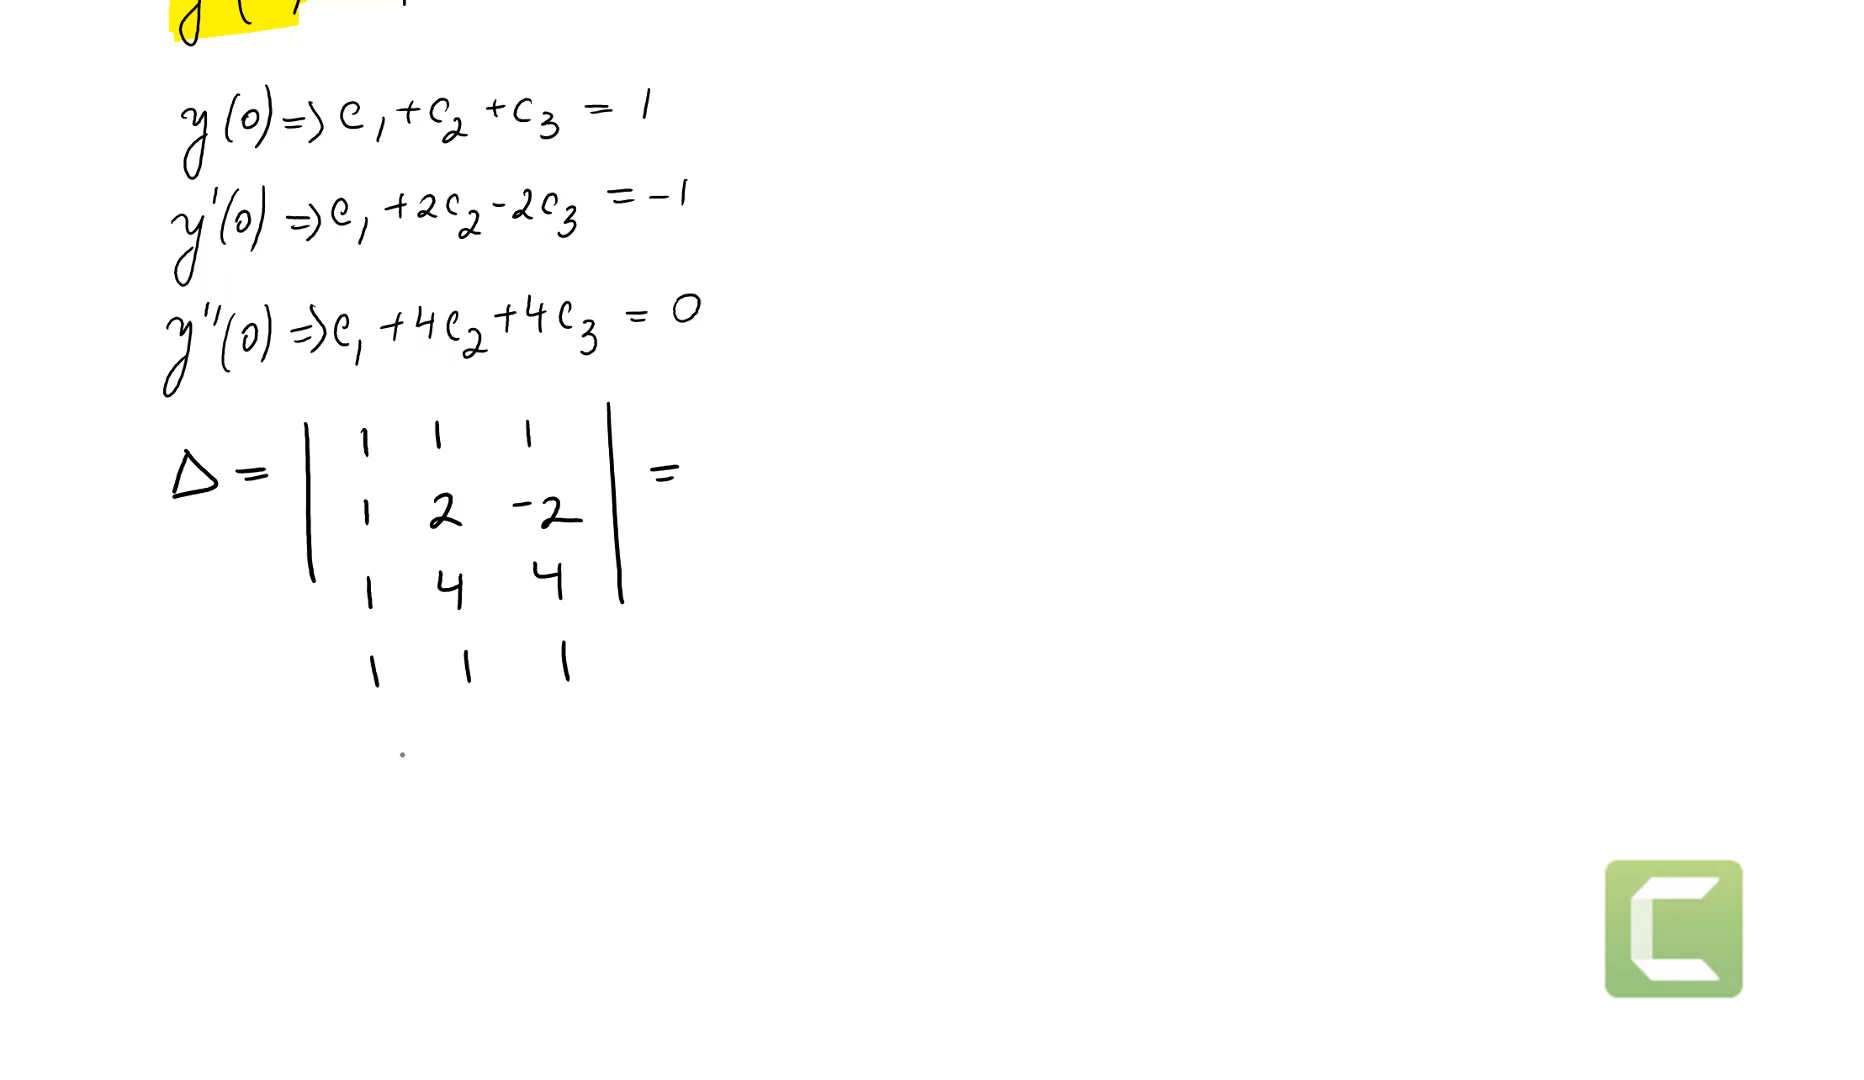 y(0) => c₁ + c₂ + c₃ = 1
y'(0) => c₁ + 2c₂ - 2c₃ = -1
y''(0) => c₁ + 4c₂ + 4c₃ = 0
Δ = | 1 1 1 | =
1 2 -2
1 4 4
1 1 1